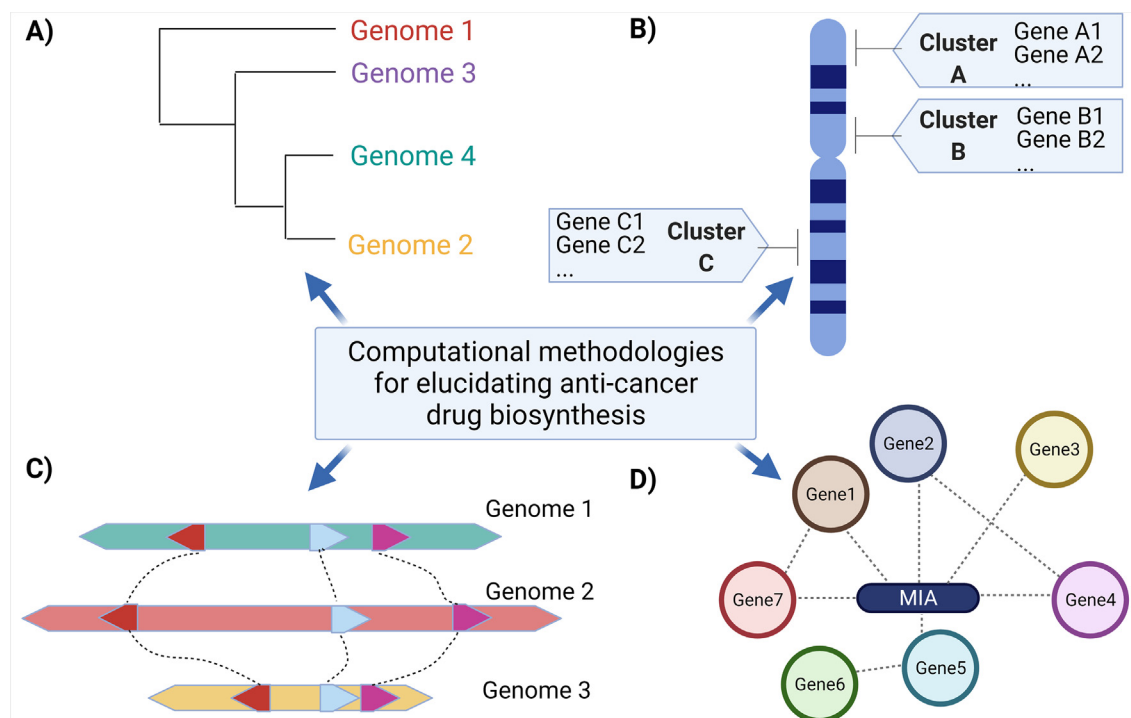 A)
Genome 1
Genome 3
Genome 4
Genome 2
B)
Cluster
A
Gene A1
Gene A2
...
Cluster
B
Gene B1
Gene B2
...
Gene C1
Gene C2
...
Cluster
C
Computational methodologies
for elucidating anti-cancer
drug biosynthesis
C)
Genome 1
Genome 2
Genome 3
D)
Gene2
Gene3
Gene1
Gene7
MIA
Gene4
Gene5
Gene6